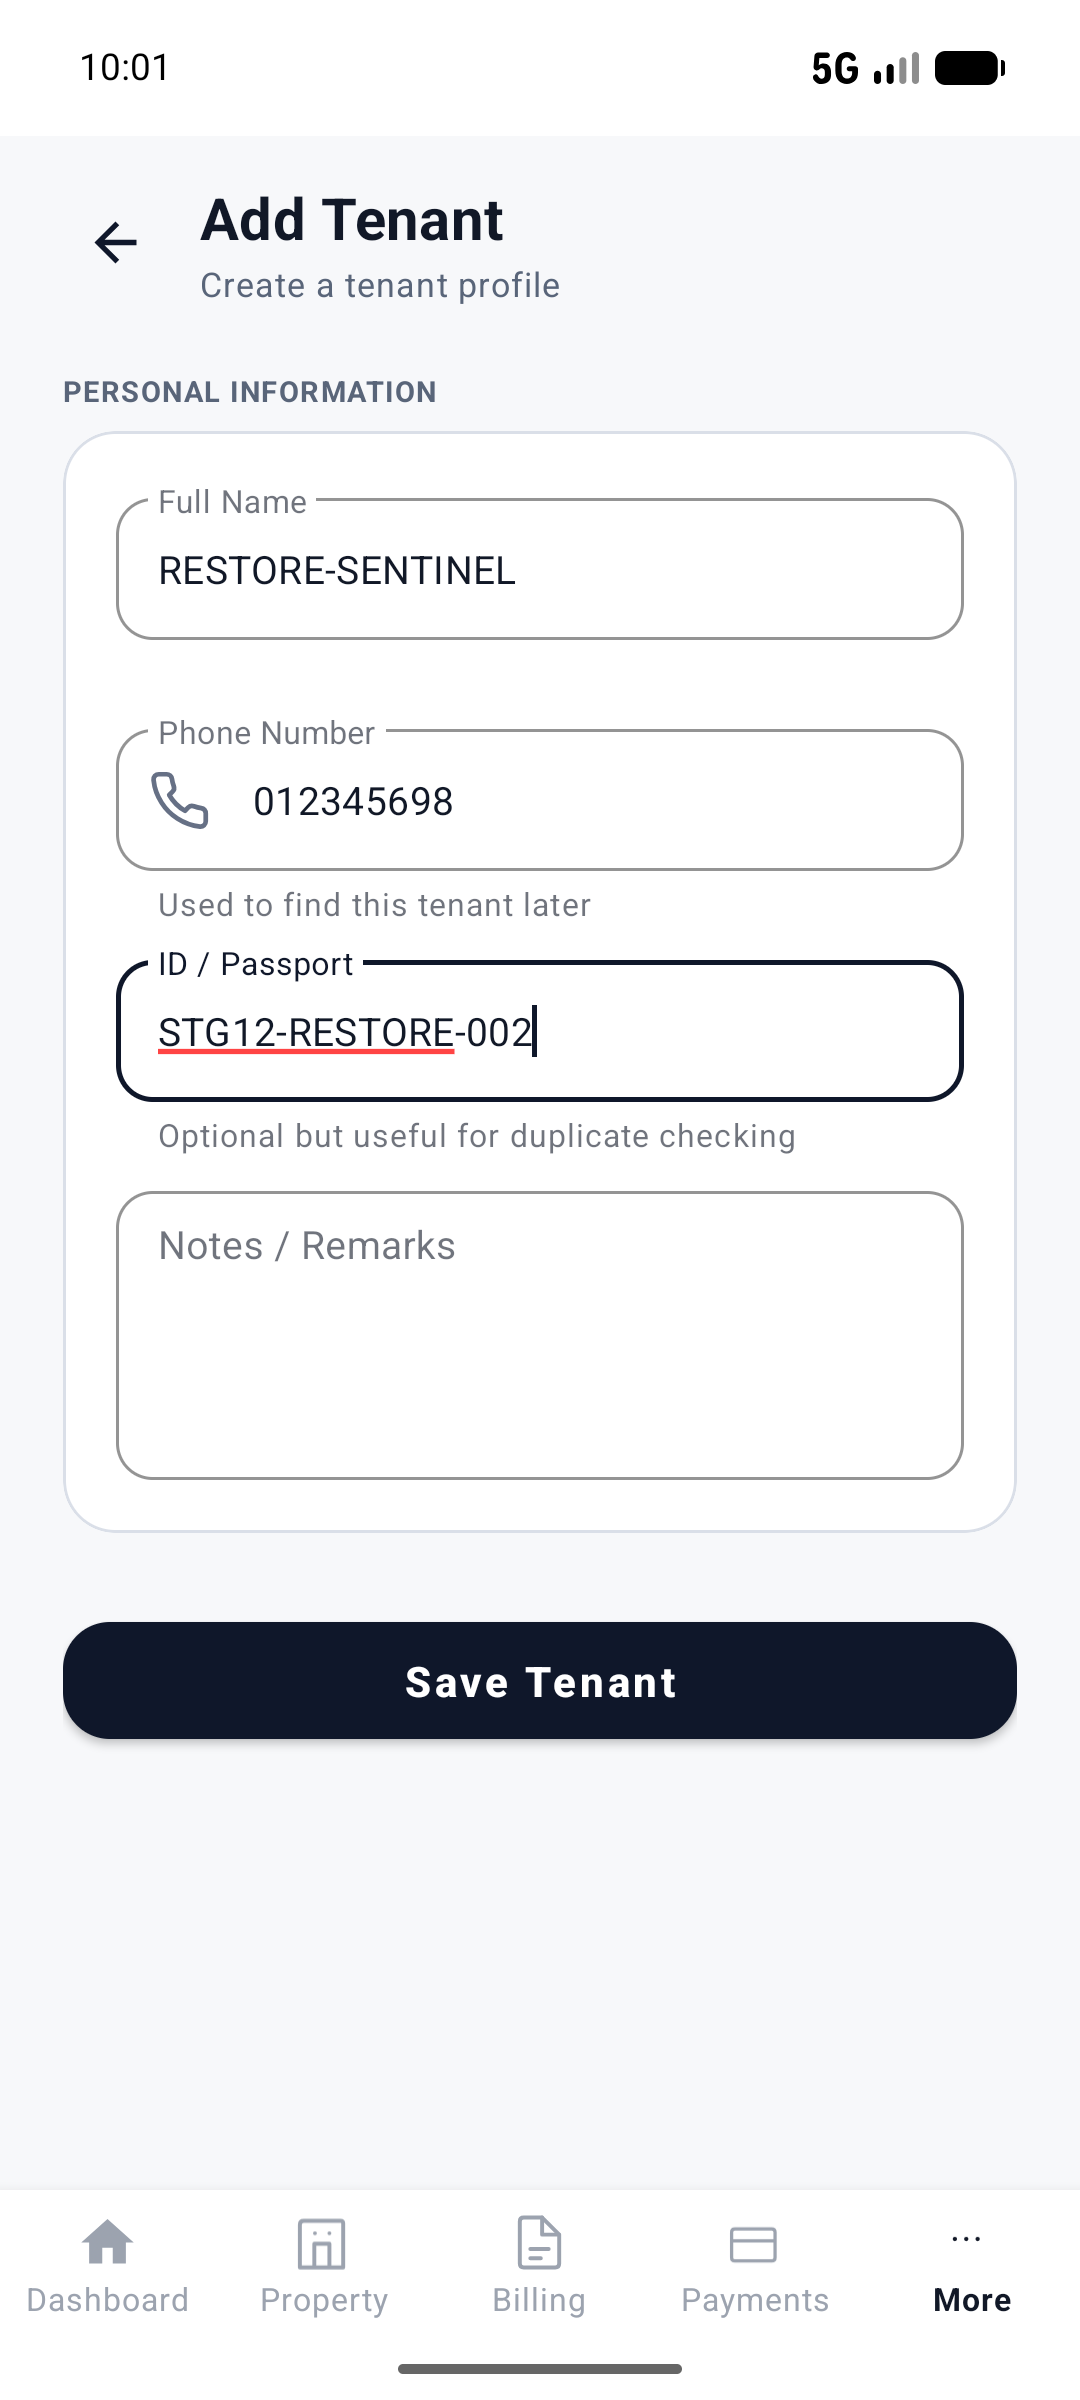 10:01
5G
Add Tenant
Create a tenant profile
PERSONAL INFORMATION
Full Name
RESTORE-SENTINEL
Phone Number
012345698
Used to find this tenant later
ID / Passport
STG12-RESTORE-002
Optional but useful for duplicate checking
Notes / Remarks
Save Tenant
Dashboard
Property
Billing
Payments
More